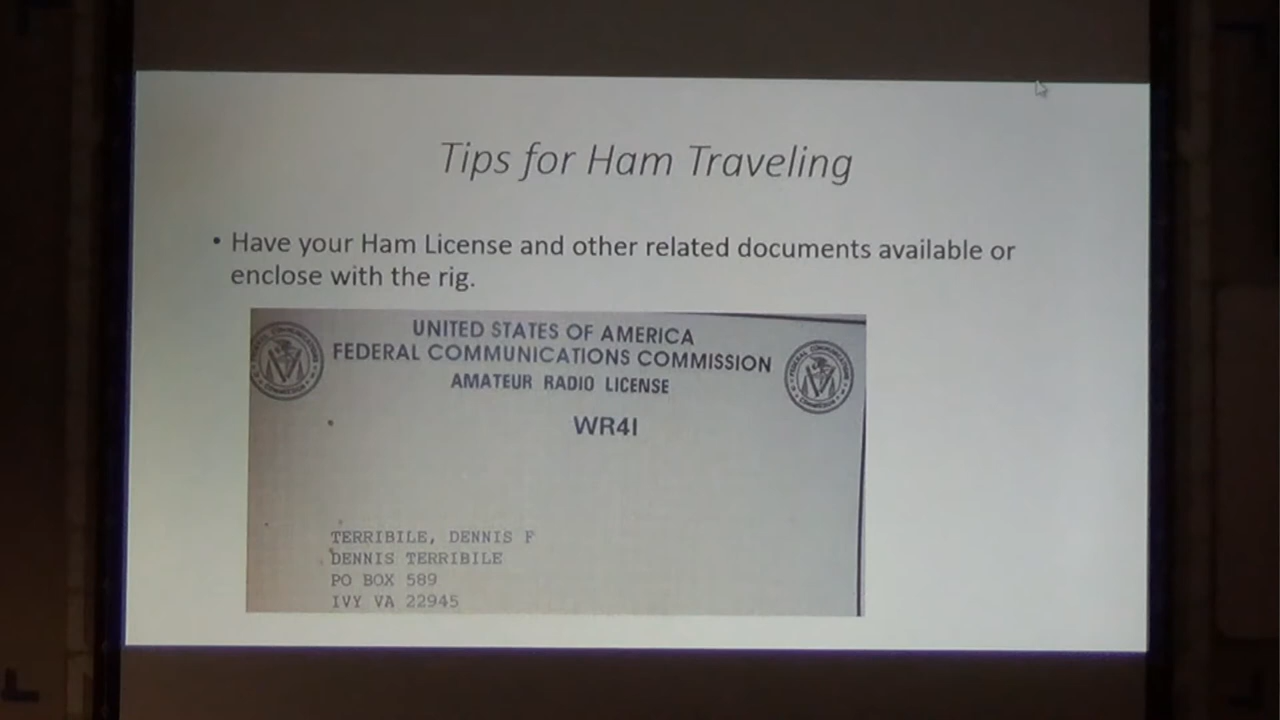 Tips for Ham Traveling
• Have your Ham License and other related documents available or
enclose with the rig.
UNITED STATES OF AMERICA
FEDERAL COMMUNICATIONS COMMISSION
AMATEUR RADIO LICENSE
WR4I
TERRIBILE, DENNIS F
DENNIS TERRIBILE
PO BOX 589
IVY VA 22945